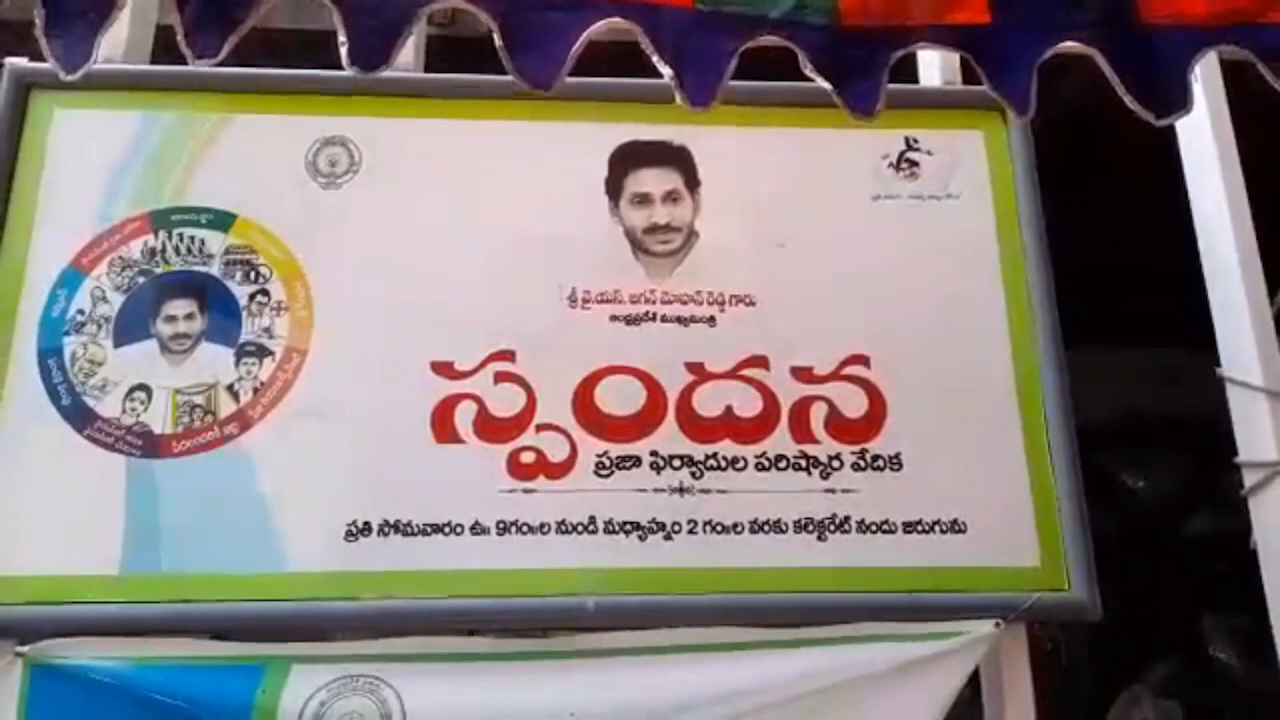 శ్రీ వై.యస్. జగన్ మోహన్ రెడ్డి గారు
ఆంధ్రప్రదేశ్ ముఖ్యమంత్రి
స్పందన
ప్రజా ఫిర్యాదుల పరిష్కార వేదిక
ప్రతి సోమవారం ఉ॥ 9గం॥ల నుండి మధ్యాహ్నం 2 గం॥ల వరకు కలెక్టరేట్ నందు జరుగును